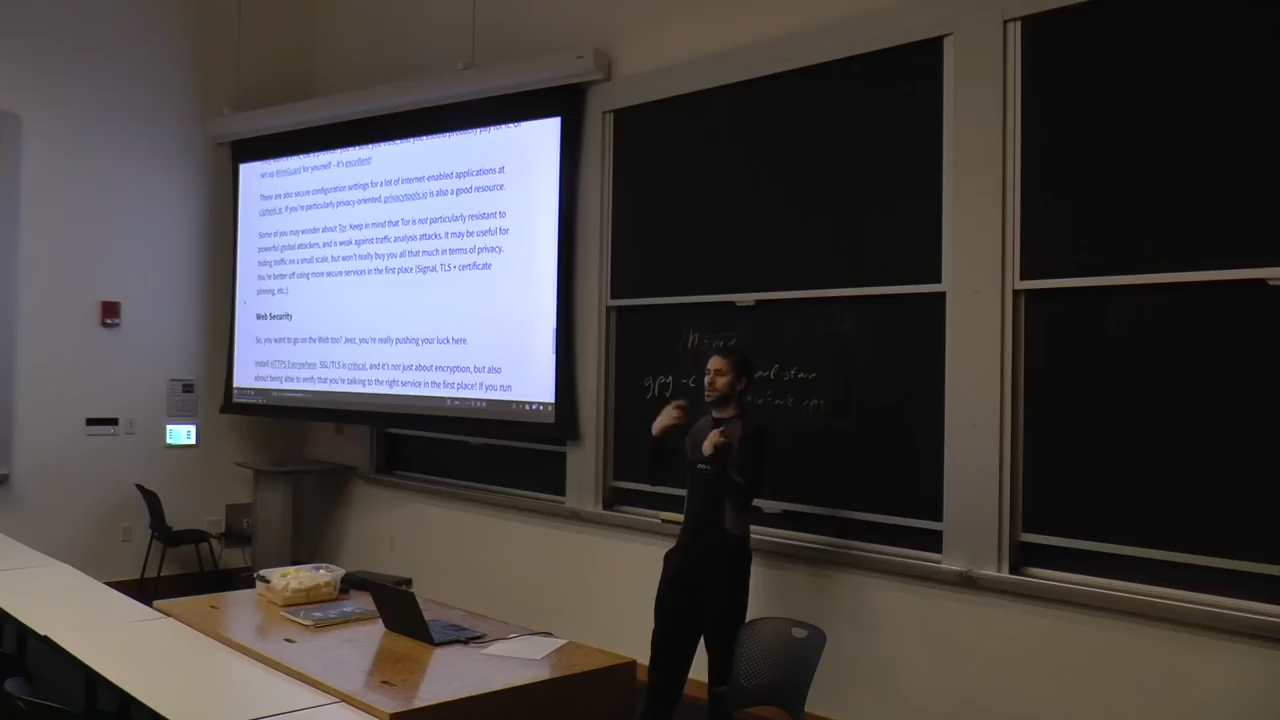 set up WireGuard for yourself – it's excellent!
There are also secure configuration settings for a lot of internet-enabled applications at
cipherli.st. If you're particularly privacy-oriented, privacytools.io is also a good resource.
Some of you may wonder about Tor. Keep in mind that Tor is not particularly resistant to
powerful global attackers, and is weak against traffic analysis attacks. It may be useful for
hiding traffic on a small scale, but won't really buy you all that much in terms of privacy.
You're better off using more secure services in the first place (Signal, TLS + certificate
pinning, etc.).
Web Security
So, you want to go on the Web too? Jeez, you're really pushing your luck here.
Install HTTPS Everywhere. SSL/TLS is critical, and it's not just about encryption, but also
about being able to verify that you're talking to the right service in the first place! If you run
gpg -c